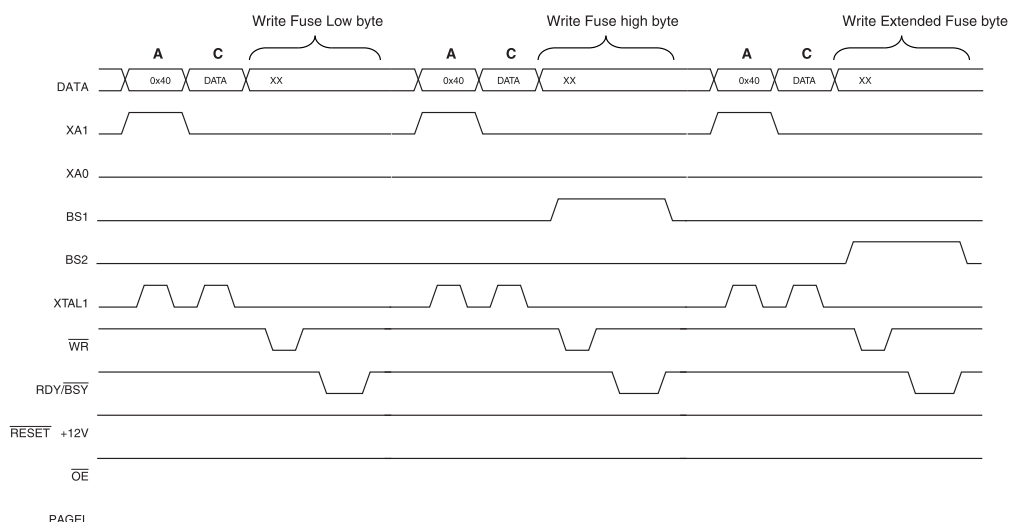 Write Fuse Low byte Write Fuse high byte Write Extended Fuse byte
A C A C A C
DATA 0x40 DATA XX 0x40 DATA XX 0x40 DATA XX
XA1
XA0
BS1
BS2
XTAL1
WR
RDY/BSY
RESET +12V
OE
PAGEL